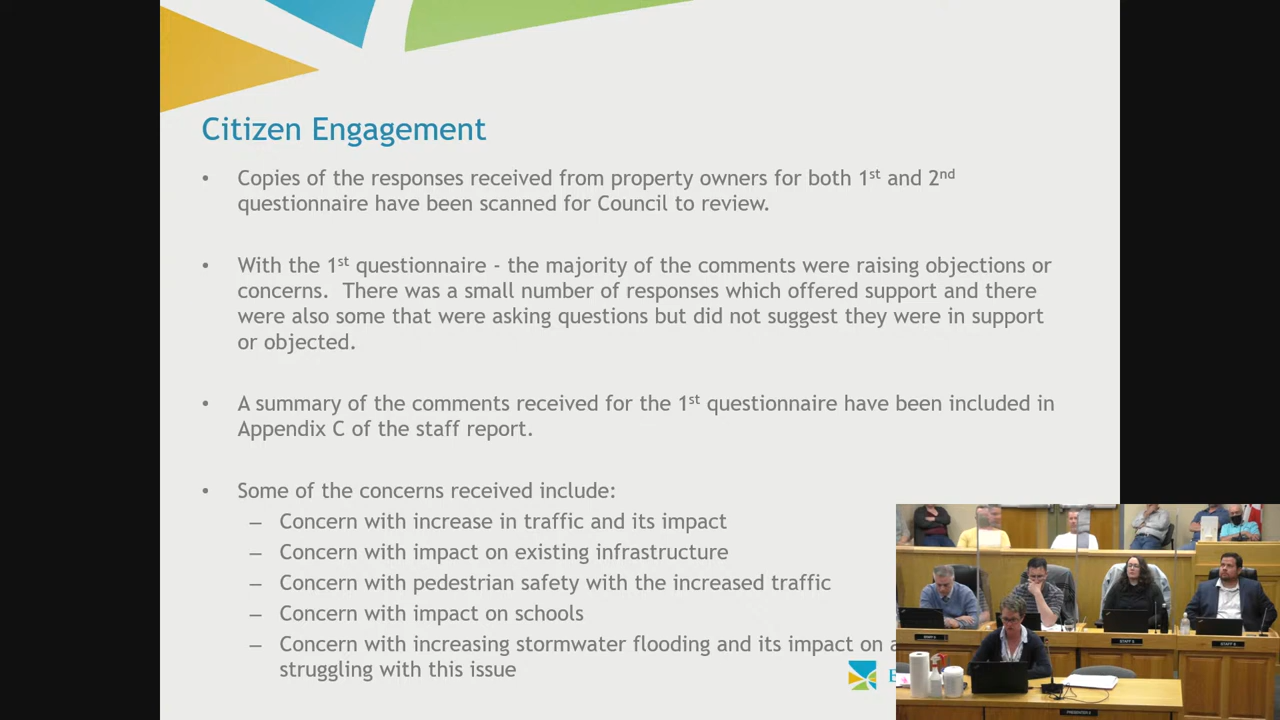 Citizen Engagement
• Copies of the responses received from property owners for both 1st and 2nd
questionnaire have been scanned for Council to review.
• With the 1st questionnaire - the majority of the comments were raising objections or
concerns. There was a small number of responses which offered support and there
were also some that were asking questions but did not suggest they were in support
or objected.
• A summary of the comments received for the 1st questionnaire have been included in
Appendix C of the staff report.
• Some of the concerns received include:
– Concern with increase in traffic and its impact
– Concern with impact on existing infrastructure
– Concern with pedestrian safety with the increased traffic
– Concern with impact on schools
– Concern with increasing stormwater flooding and its impact on
struggling with this issue